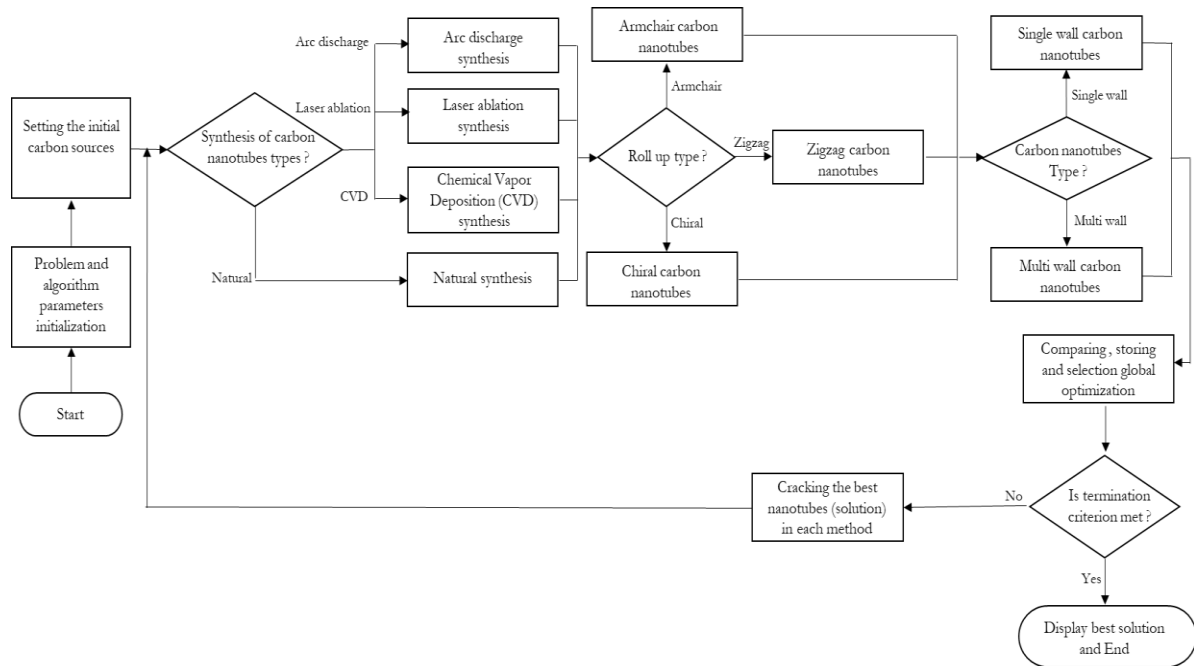 Start
Problem and
algorithm
parameters
initialization
Setting the initial
carbon sources
Synthesis of carbon
nanotubes types ?
Arc discharge
Laser ablation
CVD
Natural
Arc discharge
synthesis
Laser ablation
synthesis
Chemical Vapor
Deposition (CVD)
synthesis
Natural synthesis
Roll up type ?
Armchair
Zigzag
Chiral
Armchair carbon
nanotubes
Zigzag carbon
nanotubes
Chiral carbon
nanotubes
Carbon nanotubes
Type ?
Single wall
Multi wall
Single wall carbon
nanotubes
Multi wall carbon
nanotubes
Comparing , storing
and selection global
optimization
Is termination
criterion met ?
No
Yes
Cracking the best
nanotubes (solution)
in each method
Display best solution
and End